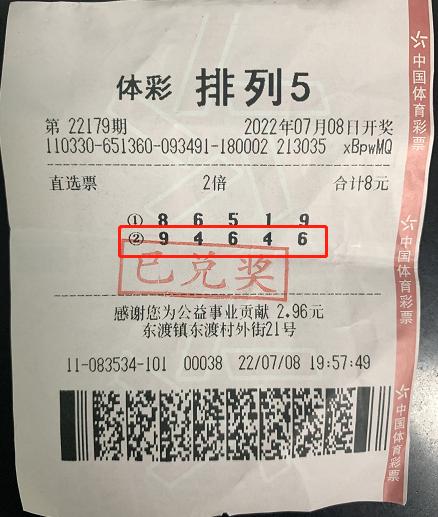 体彩 排列5
第 22179期 2022年07月08日开奖
110330-651360-093491-180002 213035 xBpwMQ
直选票 2倍 合计8元
① 8 6 5 1 9
② 9 4 6 4 6
已兑奖
感谢您为公益事业贡献 2.96元
东渡镇东渡村外街21号
11-083534-101 00038 22/07/08 19:57:49
中国体育彩票
中国体育彩票
中国体育彩票